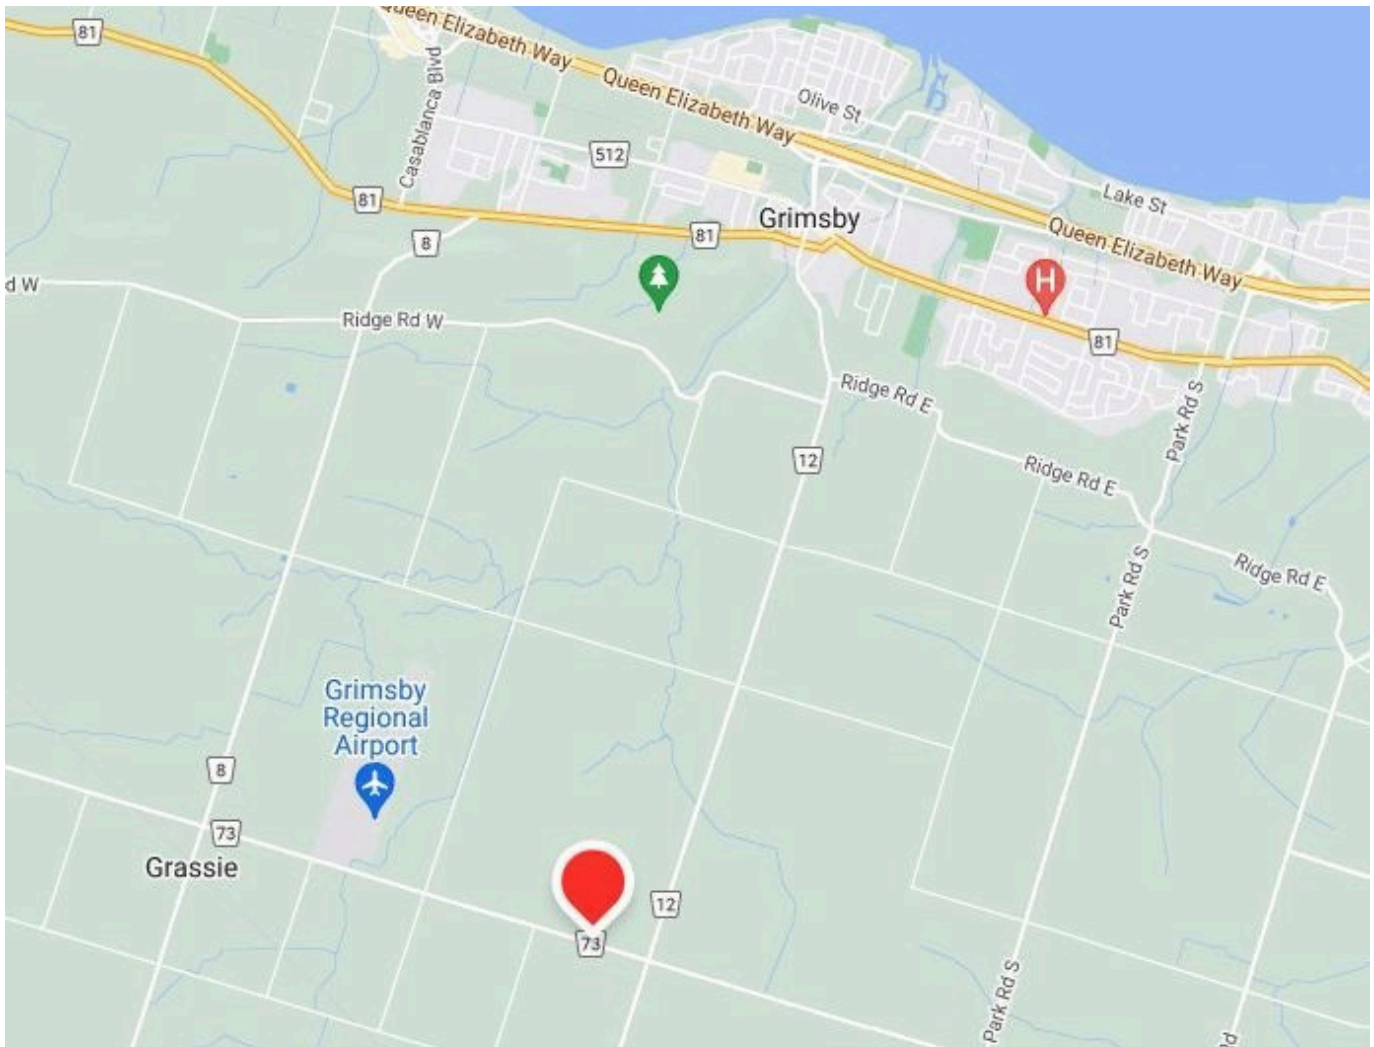 81
Queen Elizabeth Way
Queen Elizabeth Way
Casablanca Blvd
Olive St
512
Lake St
81
Grimsby
81
8
Queen Elizabeth Way
H
d W
Ridge Rd W
81
Ridge Rd E
Park Rd S
12
Ridge Rd E
Park Rd S
Ridge Rd E
Grimsby
Regional
Airport
8
73
Grassie
12
73
Park Rd S
Rd